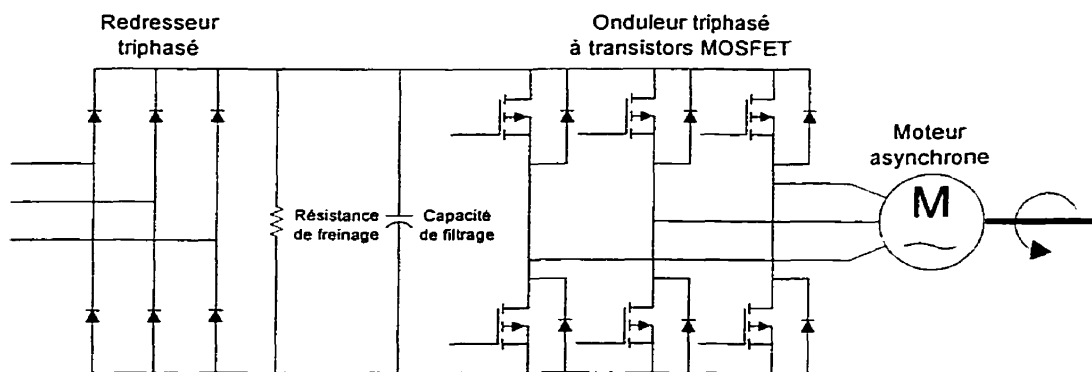 Redresseur
triphasé
Onduleur triphasé
à transistors MOSFET
Moteur
asynchrone
M
Résistance
de freinage
Capacité
de filtrage